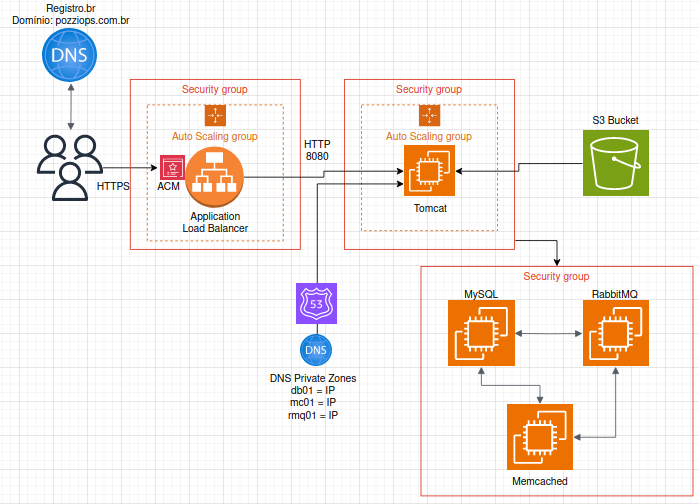 Registro.br
Domínio: pozziops.com.br
DNS
HTTPS
Security group
Auto Scaling group
ACM
Application
Load Balancer
HTTP
8080
Security group
Auto Scaling group
Tomcat
S3 Bucket
53
DNS
DNS Private Zones
db01 = IP
mc01 = IP
rmq01 = IP
Security group
MySQL
RabbitMQ
Memcached